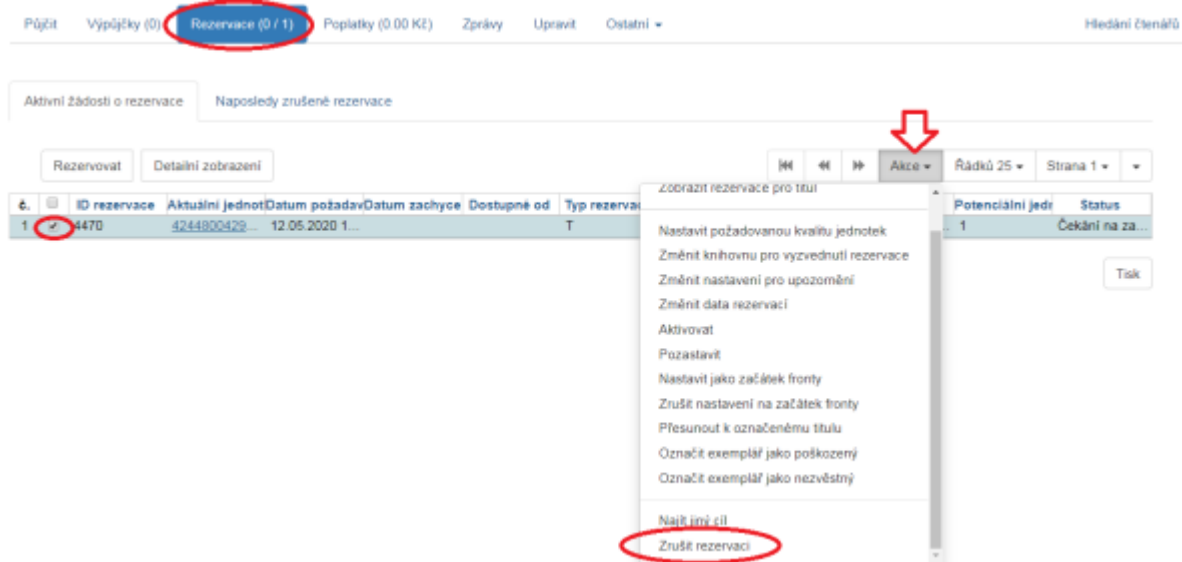 Půjčit Výpůjčky (0) Rezervace (0 / 1) Poplatky (0.00 Kč) Zprávy Upravit Ostatní Hledání čtenářů
Aktivní žádosti o rezervace Naposledy zrušené rezervace
Rezervovat Detailní zobrazení Akce Řádků 25 Strana 1
Zobrazit rezervace pro titul
č. ID rezervace Aktuální jednot Datum požadav Datum zachyce Dostupné od Typ rezervac Potenciální jedn Status
1 4470 4244800429... 12.05.2020 1... T 1 Čekání na za...
Nastavit požadovanou kvalitu jednotek
Změnit knihovnu pro vyzvednutí rezervace
Změnit nastavení pro upozornění
Tisk
Změnit data rezervací
Aktivovat
Pozastavit
Nastavit jako začátek fronty
Zrušit nastavení na začátek fronty
Přesunout k označenému titulu
Označit exemplář jako poškozený
Označit exemplář jako nezvěstný
Najít jiný cíl
Zrušit rezervaci